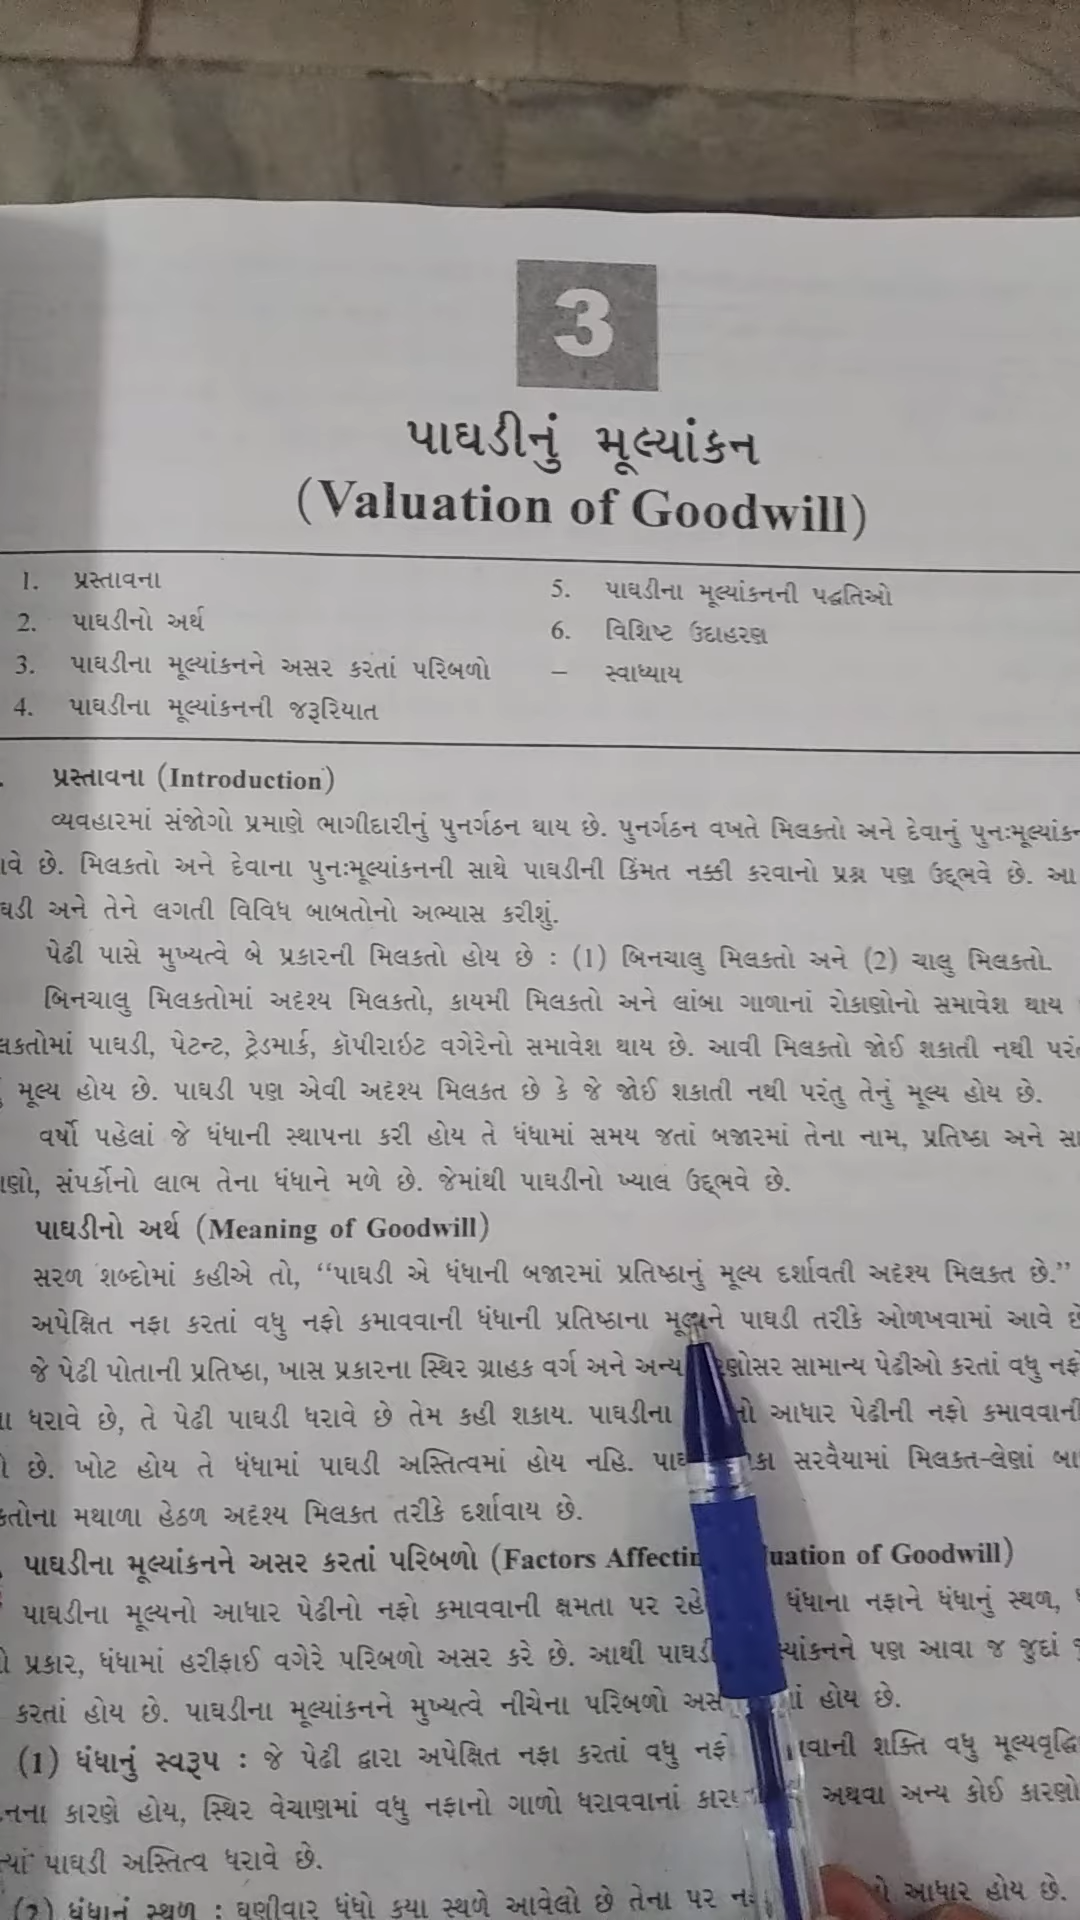 3
પાઘડીનું મૂલ્યાંકન
(Valuation of Goodwill)
1. પ્રસ્તાવના
2. પાઘડીનો અર્થ
3. પાઘડીના મૂલ્યાંકનને અસર કરતાં પરિબળો
4. પાઘડીના મૂલ્યાંકનની જરૂરિયાત
5. પાઘડીના મૂલ્યાંકનની પદ્ધતિઓ
6. વિશિષ્ટ ઉદાહરણ
– સ્વાધ્યાય
પ્રસ્તાવના (Introduction)
વ્યવહારમાં સંજોગો પ્રમાણે ભાગીદારીનું પુનર્ગઠન થાય છે. પુનર્ગઠન વખતે મિલકતો અને દેવાનું
છે. મિલકતો અને દેવાના પુનઃમૂલ્યાંકનની સાથે પાઘડીની કિંમત નક્કી કરવાનો પ્રશ્ન પણ ઉદ્ભવે છે. આ
અને તેને લગતી વિવિધ બાબતોનો અભ્યાસ કરીશું.
પેઢી પાસે મુખ્યત્વે બે પ્રકારની મિલકતો હોય છે : (1) બિનચાલુ મિલકતો અને (2) ચાલુ મિલકતો.
બિનચાલુ મિલકતોમાં અદૃશ્ય મિલકતો, કાયમી મિલકતો અને લાંબા ગાળાનાં રોકાણોનો સમાવેશ થાય
પાઘડી, પેટન્ટ, ટ્રેડમાર્ક, કૉપીરાઇટ વગેરેનો સમાવેશ થાય છે. આવી મિલકતો જોઈ શકાતી નથી
મૂલ્ય હોય છે. પાઘડી પણ એવી અદૃશ્ય મિલકત છે કે જે જોઈ શકાતી નથી પરંતુ તેનું મૂલ્ય હોય છે.
વર્ષો પહેલાં જે ધંધાની સ્થાપના કરી હોય તે ધંધામાં સમય જતાં બજારમાં તેના નામ, પ્રતિષ્ઠા અને
સંપર્કોનો લાભ તેના ધંધાને મળે છે. જેમાંથી પાઘડીનો ખ્યાલ ઉદ્ભવે છે.
પાઘડીનો અર્થ (Meaning of Goodwill)
સરળ શબ્દોમાં કહીએ તો, “પાઘડી એ ધંધાની બજારમાં પ્રતિષ્ઠાનું મૂલ્ય દર્શાવતી અદૃશ્ય મિલકત છે.”
અપેક્ષિત નફા કરતાં વધુ નફો કમાવવાની ધંધાની પ્રતિષ્ઠાના મૂલ્યને પાઘડી તરીકે ઓળખવામાં આવે
જે પેઢી પોતાની પ્રતિષ્ઠા, ખાસ પ્રકારના સ્થિર ગ્રાહક વર્ગ અને અન્ય સામાન્ય પેઢીઓ કરતાં વધુ
ધરાવે છે, તે પેઢી પાઘડી ધરાવે છે તેમ કહી શકાય. પાઘડીના આધાર પેઢીની નફો કમાવવાની
છે. ખોટ હોય તે ધંધામાં પાઘડી અસ્તિત્વમાં હોય નહિ. સરવૈયામાં મિલકત-લેણાં
મથાળા હેઠળ અદૃશ્ય મિલકત તરીકે દર્શાવાય છે.
પાઘડીના મૂલ્યાંકનને અસર કરતાં પરિબળો (Factors of Goodwill)
પાઘડીના મૂલ્યનો આધાર પેઢીનો નફો કમાવવાની ક્ષમતા પર ધંધાના નફાને ધંધાનું સ્થળ,
પ્રકાર, ધંધામાં હરીફાઈ વગેરે પરિબળો અસર કરે છે. આથી પણ આવા જ જુદાં
કરતાં હોય છે. પાઘડીના મૂલ્યાંકનને મુખ્યત્વે નીચેના પરિબળો હોય છે.
(1) ધંધાનું સ્વરૂપ : જે પેઢી દ્વારા અપેક્ષિત નફા કરતાં વધુ શક્તિ વધુ મૂલ્યવૃદ્ધિ
કારણે હોય, સ્થિર વેચાણમાં વધુ નફાનો ગાળો ધરાવવાનાં અથવા અન્ય કોઈ કારણો
પાઘડી અસ્તિત્વ ધરાવે છે.
(2) ધંધાનું સ્થળ : ઘણીવાર ધંધો કયા સ્થળે આવેલો છે તેના પર આધાર હોય છે.